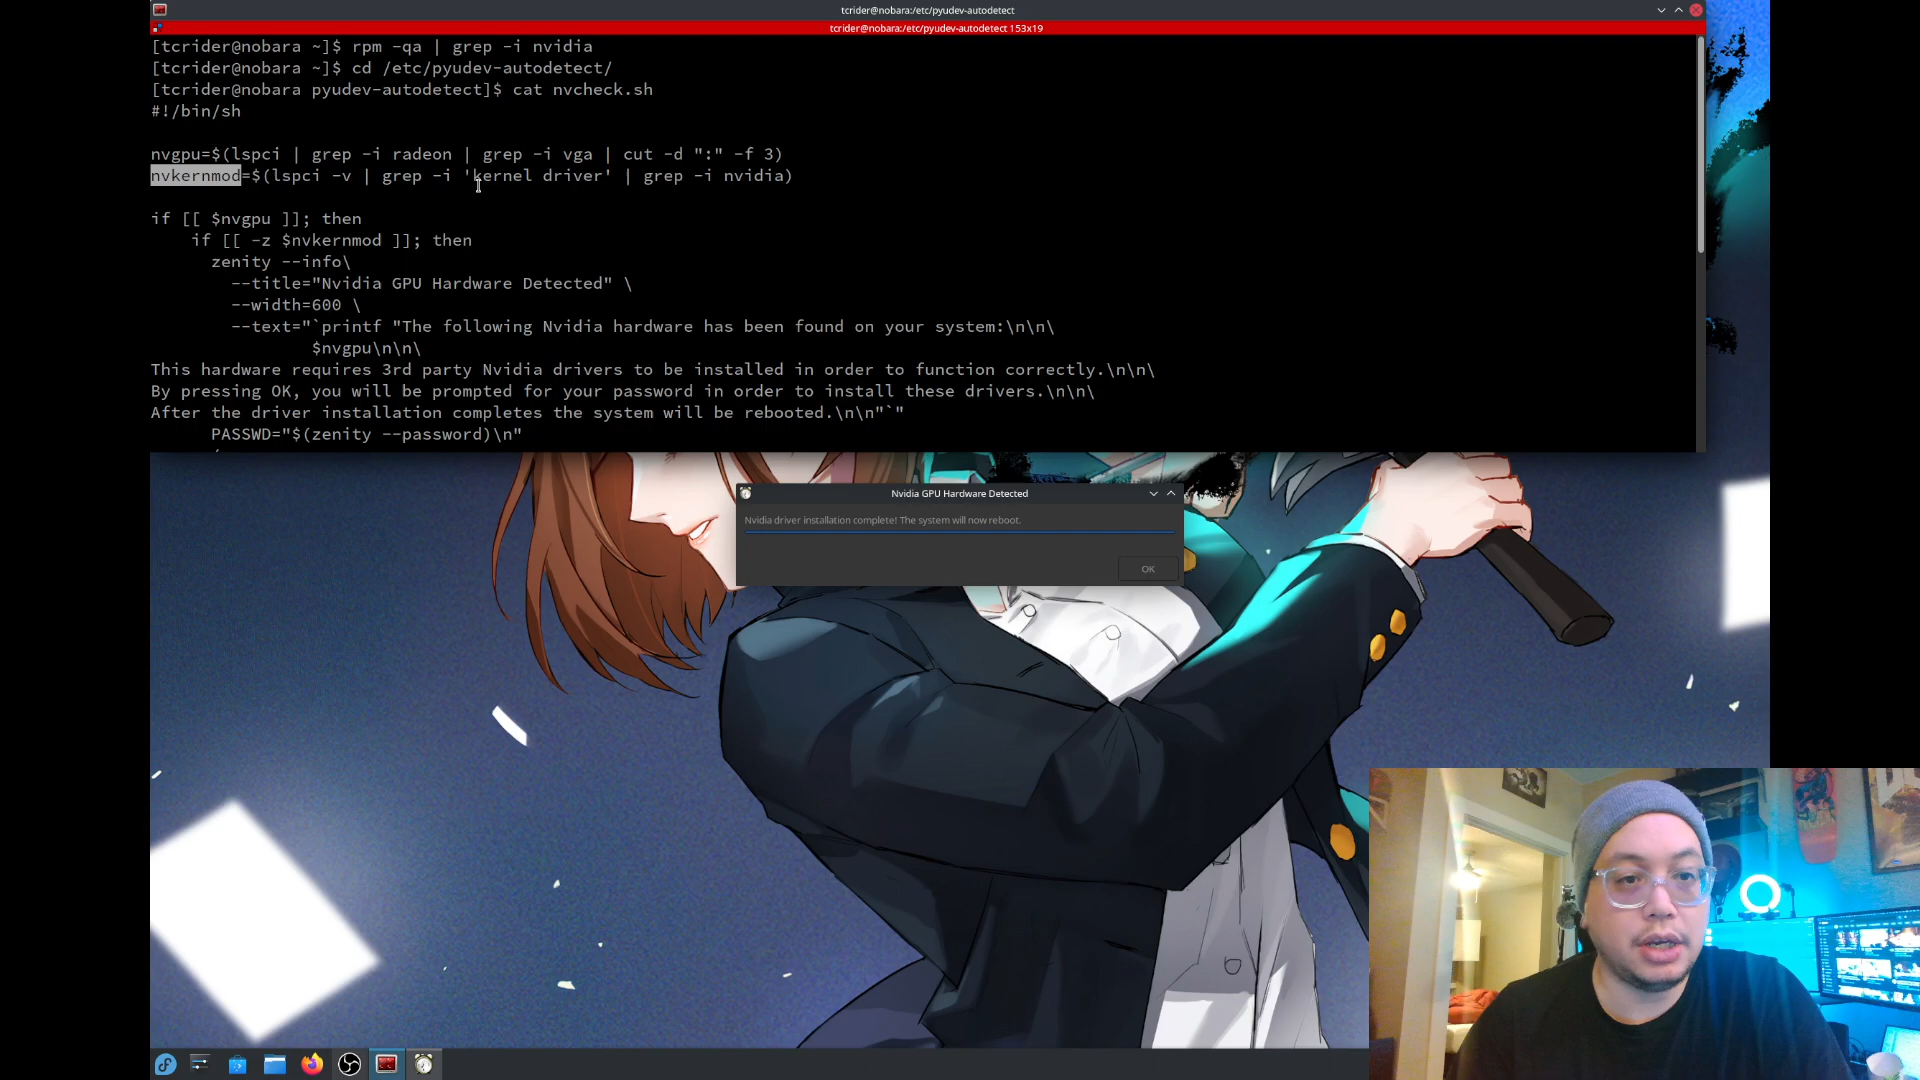 tcrider@nobara:/etc/pyudev-autodetect
tcrider@nobara:/etc/pyudev-autodetect 153x19
[tcrider@nobara ~]$ rpm -qa | grep -i nvidia
[tcrider@nobara ~]$ cd /etc/pyudev-autodetect/
[tcrider@nobara pyudev-autodetect]$ cat nvcheck.sh
#!/bin/sh
nvgpu=$(lspci | grep -i radeon | grep -i vga | cut -d ":" -f 3)
nvkernmod=$(lspci -v | grep -i 'kernel driver' | grep -i nvidia)
if [[ $nvgpu ]]; then
if [[ -z $nvkernmod ]]; then
zenity --info\
--title="Nvidia GPU Hardware Detected" \
--width=600 \
--text="`printf "The following Nvidia hardware has been found on your system:\n\n\
$nvgpu\n\n\
This hardware requires 3rd party Nvidia drivers to be installed in order to function correctly.\n\n\
By pressing OK, you will be prompted for your password in order to install these drivers.\n\n\
After the driver installation completes the system will be rebooted.\n\n"`"
PASSWD="$(zenity --password)\n"
Nvidia GPU Hardware Detected
Nvidia driver installation complete! The system will now reboot.
OK